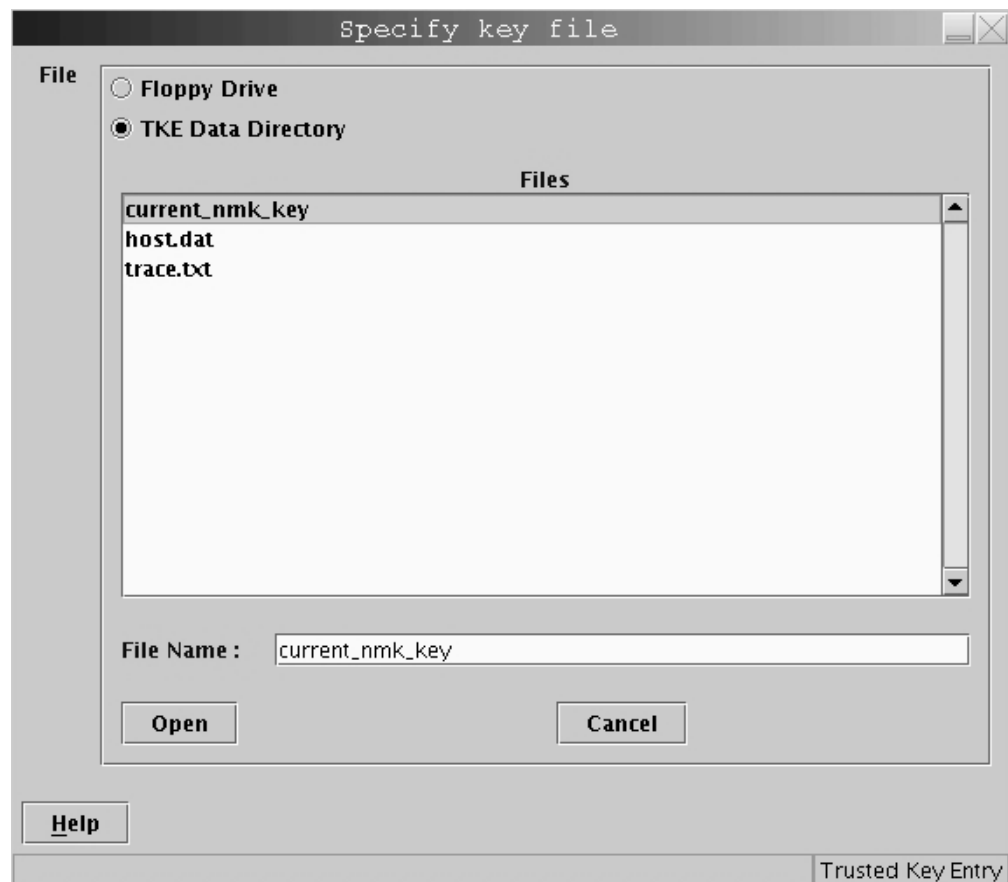 Specify key file
File
Floppy Drive
TKE Data Directory
Files
current_nmk_key
host.dat
trace.txt
File Name :
current_nmk_key
Open
Cancel
Help
Trusted Key Entry